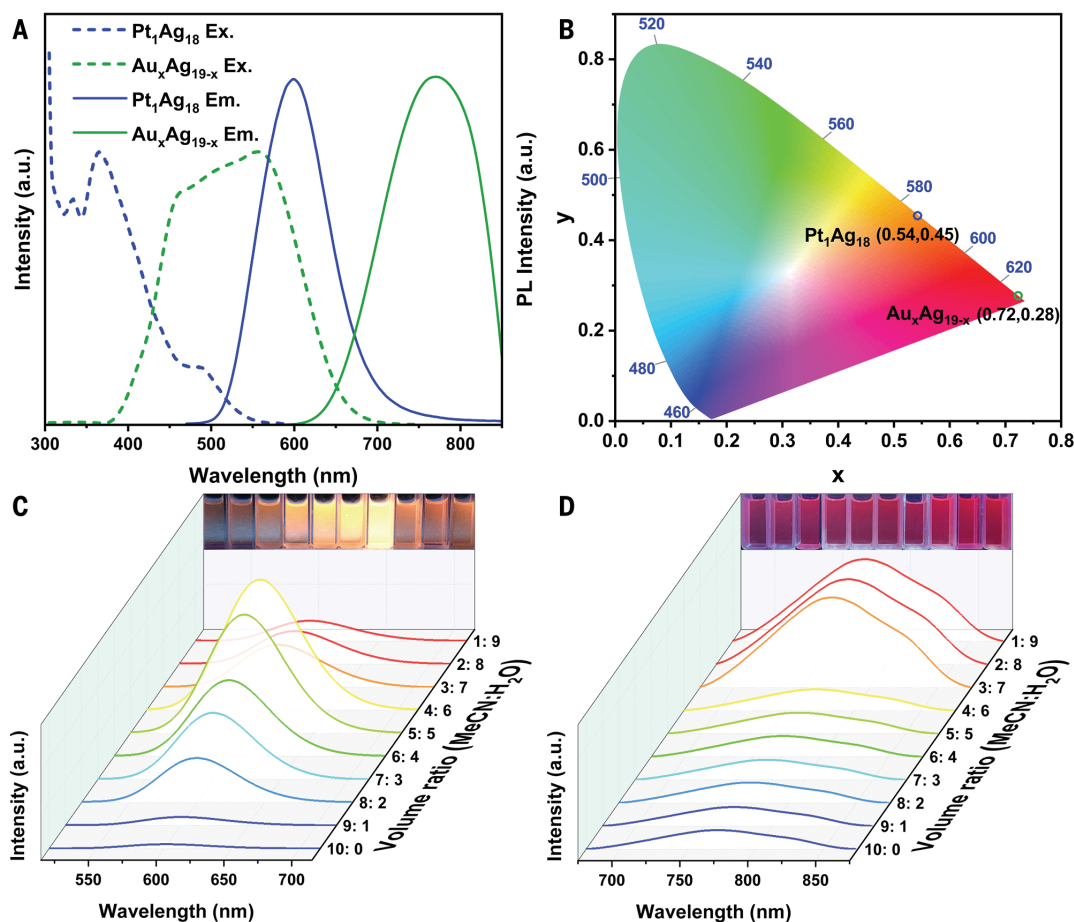 A
Pt₁Ag₁₈ Ex.
AuₓAg₁₉₋ₓ Ex.
Pt₁Ag₁₈ Em.
AuₓAg₁₉₋ₓ Em.
Intensity (a.u.)
300 400 500 600 700 800
Wavelength (nm)
B
PL Intensity (a.u.)
y
0.8
0.6
0.4
0.2
0.0
520
540
560
500
580
Pt₁Ag₁₈ (0.54,0.45)
600
620
AuₓAg₁₉₋ₓ (0.72,0.28)
480
460
0.0 0.1 0.2 0.3 0.4 0.5 0.6 0.7 0.8
x
C
1: 9
2: 8
3: 7
4: 6
5: 5
6: 4
7: 3
8: 2
9: 1
10: 0
Volume ratio (MeCN:H₂O)
Intensity (a.u.)
550 600 650 700
Wavelength (nm)
D
1: 9
2: 8
3: 7
4: 6
5: 5
6: 4
7: 3
8: 2
9: 1
10: 0
Volume ratio (MeCN:H₂O)
Intensity (a.u.)
700 750 800 850
Wavelength (nm)